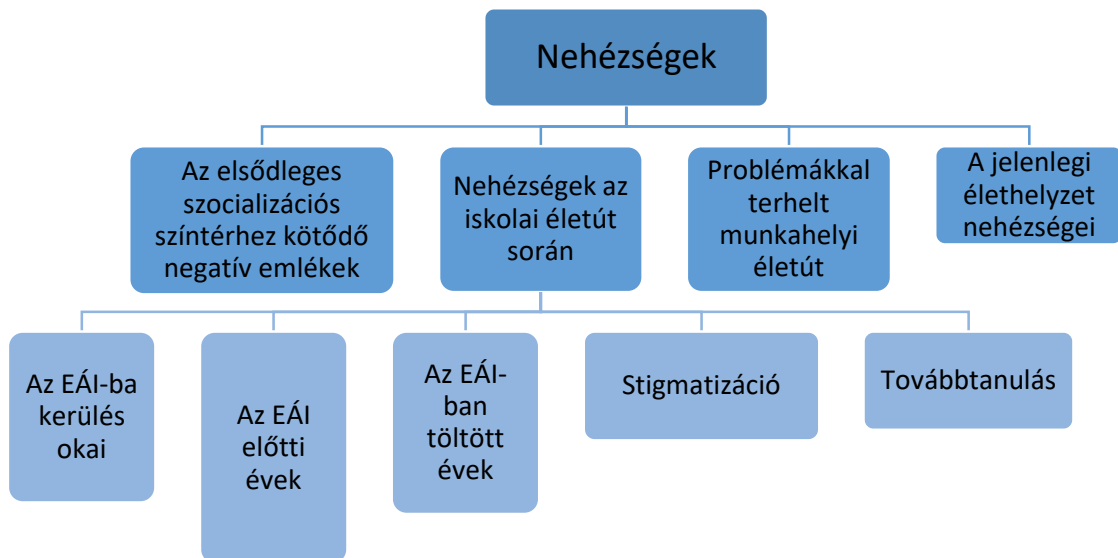 Nehézségek
Az elsődleges
szocializációs
színtérhez kötődő
negatív emlékek
Nehézségek az
iskolai életút
során
Problémákkal
terhelt
munkahelyi
életút
A jelenlegi
élethelyzet
nehézségei
Az EÁI-ba
kerülés
okai
Az EÁI
előtti
évek
Az EÁI-
ban
töltött
évek
Stigmatizáció
Továbbtanulás